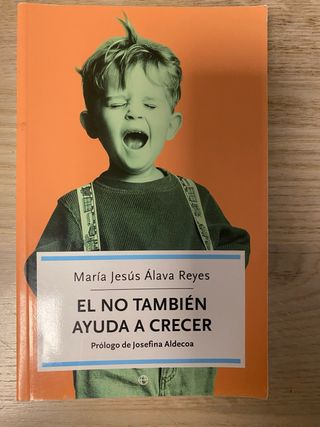 María Jesús Álava Reyes
EL NO TAMBIÉN
AYUDA A CRECER
Prólogo de Josefina Aldecoa